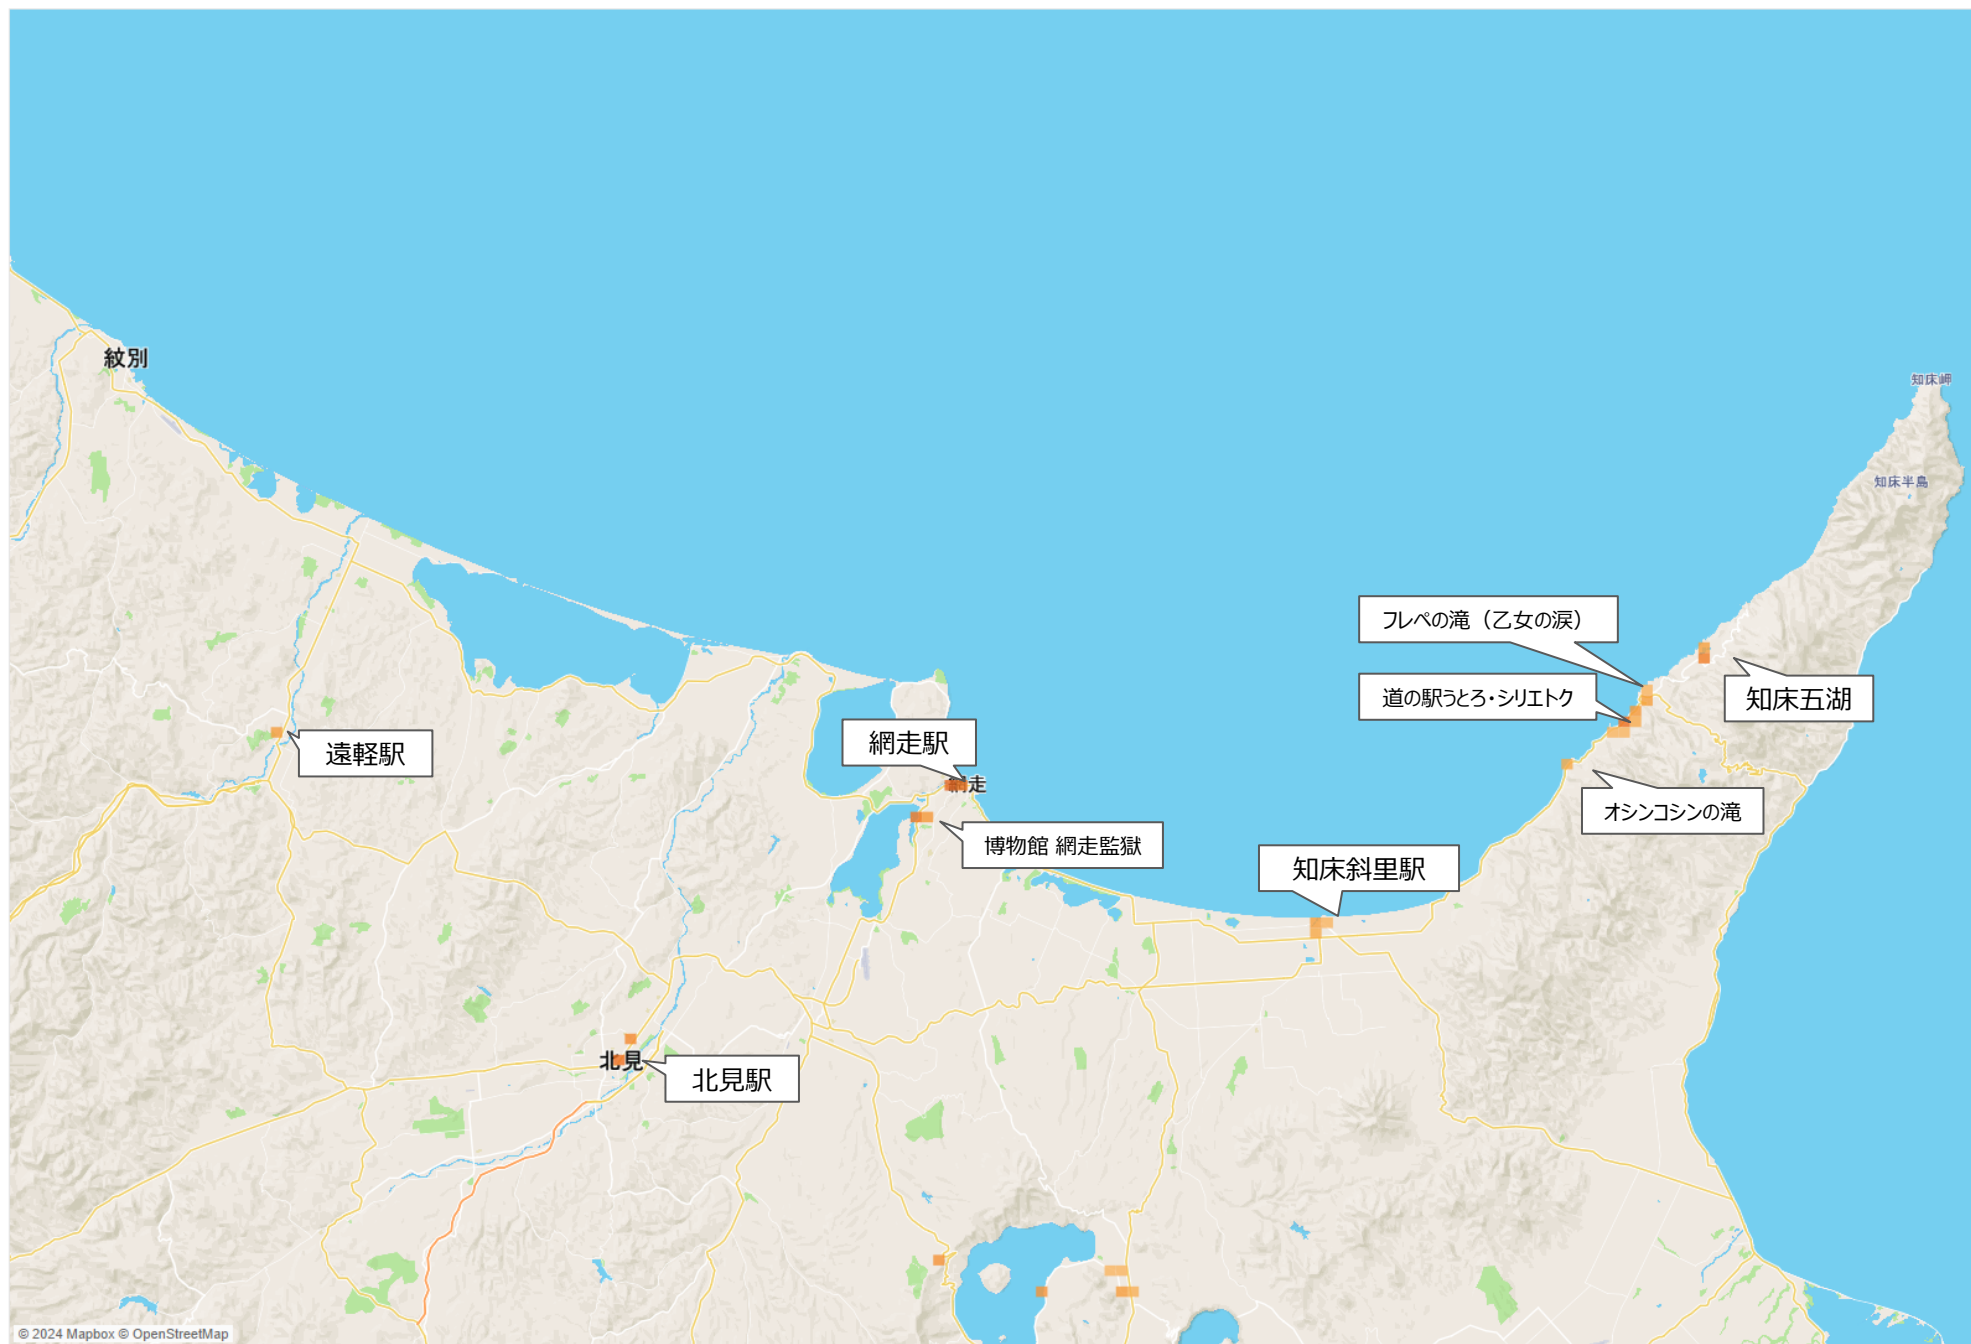 紋別
知床岬
知床半島
フレペの滝（乙女の涙）
道の駅うとろ・シリエトク
知床五湖
遠軽駅
網走駅
網走
オシンコシンの滝
博物館 網走監獄
知床斜里駅
北見
北見駅
© 2024 Mapbox © OpenStreetMap